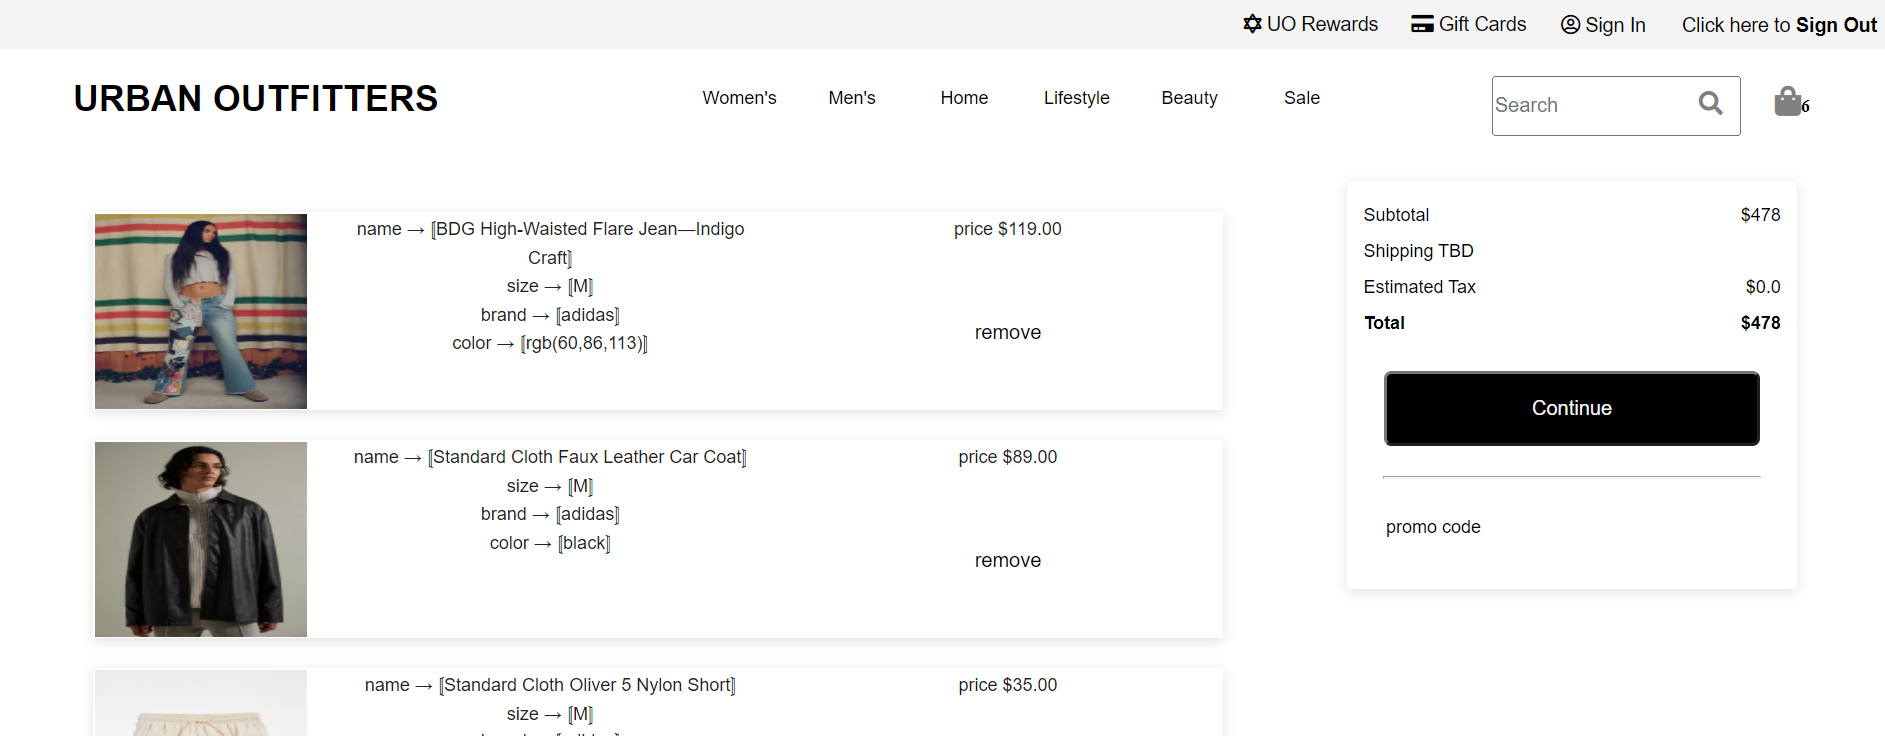 UO Rewards Gift Cards Sign In Click here to Sign Out
URBAN OUTFITTERS Women's Men's Home Lifestyle Beauty Sale Search 6
name → [BDG High-Waisted Flare Jean—Indigo
Craft]
size → [M]
brand → [adidas]
color → [rgb(60,86,113)]
price $119.00
remove
name → [Standard Cloth Faux Leather Car Coat]
size → [M]
brand → [adidas]
color → [black]
price $89.00
remove
name → [Standard Cloth Oliver 5 Nylon Short]
size → [M]
price $35.00
Subtotal $478
Shipping TBD
Estimated Tax $0.0
Total $478
Continue
promo code